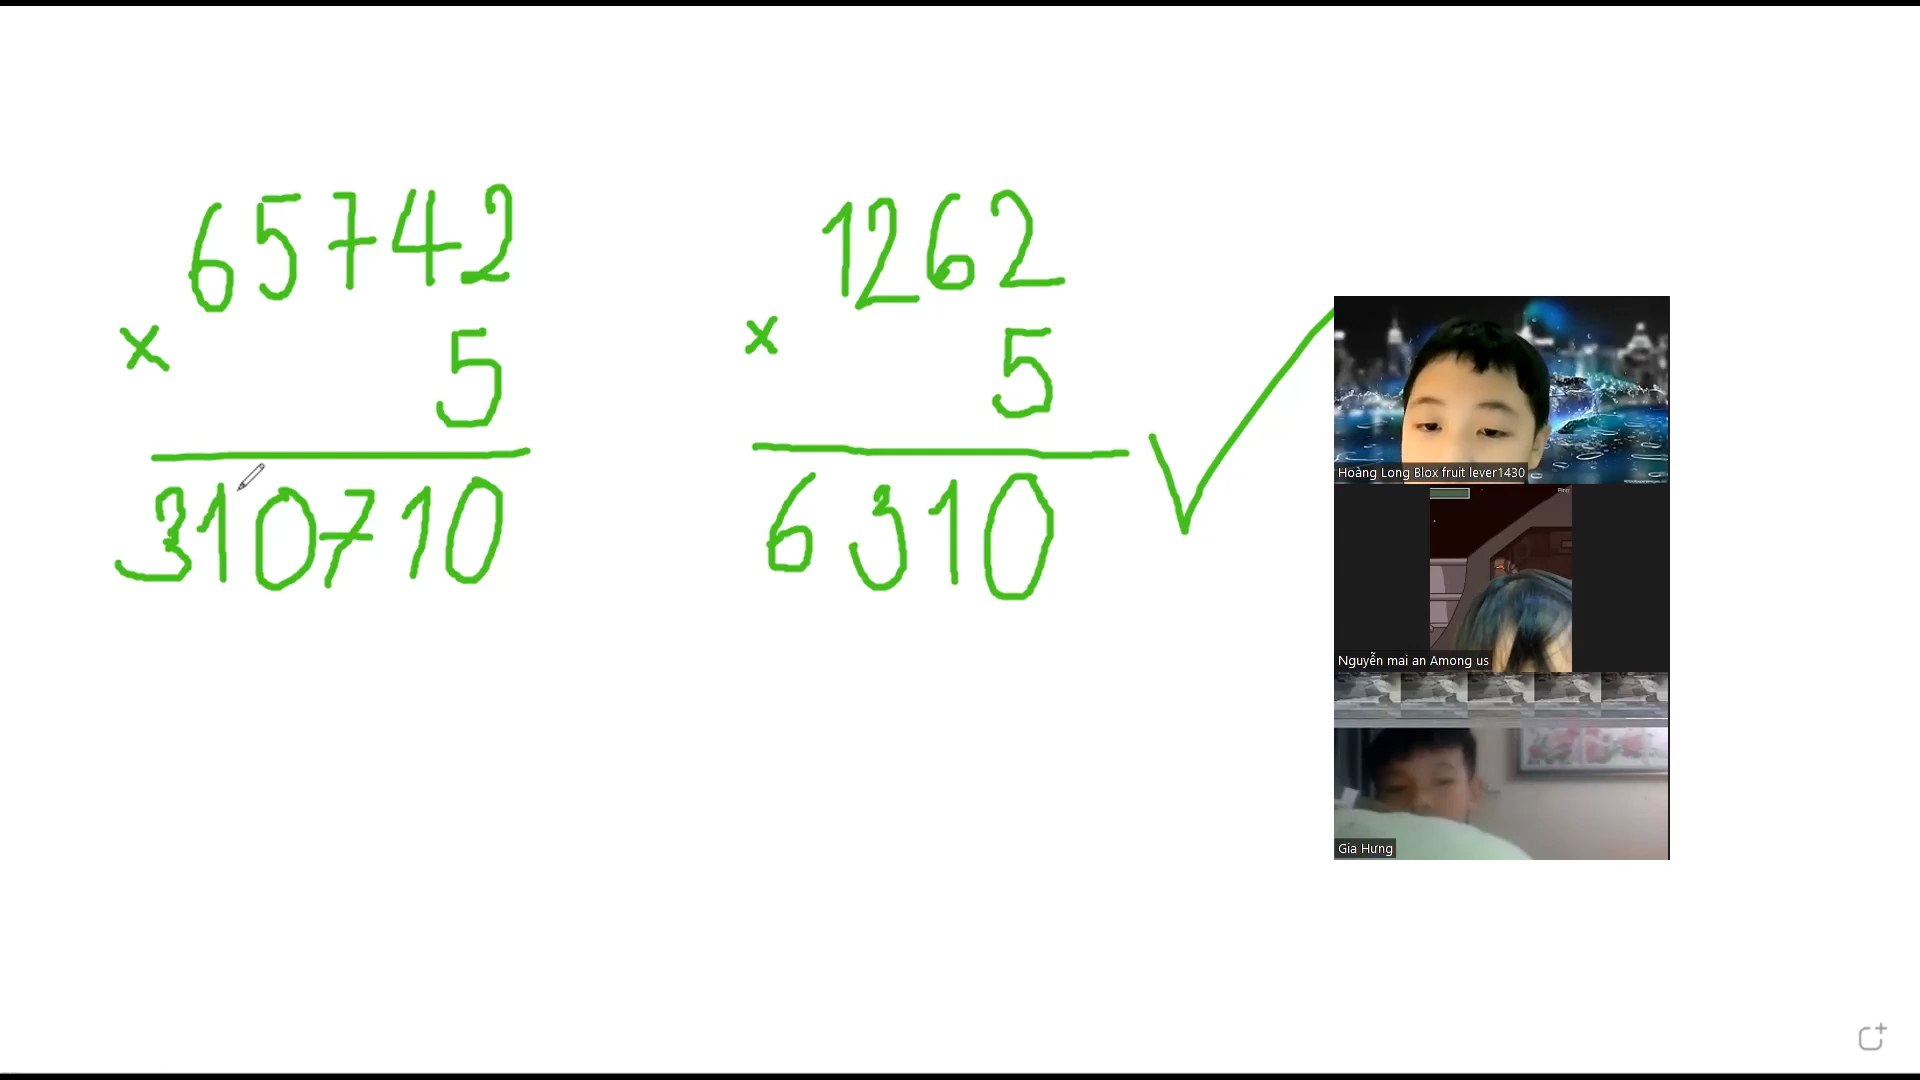 65742
x
5
310710
1262
x
5
6310
Hoàng Long Blox fruit lever1430
Nguyễn mai an Among us
Gia Hưng